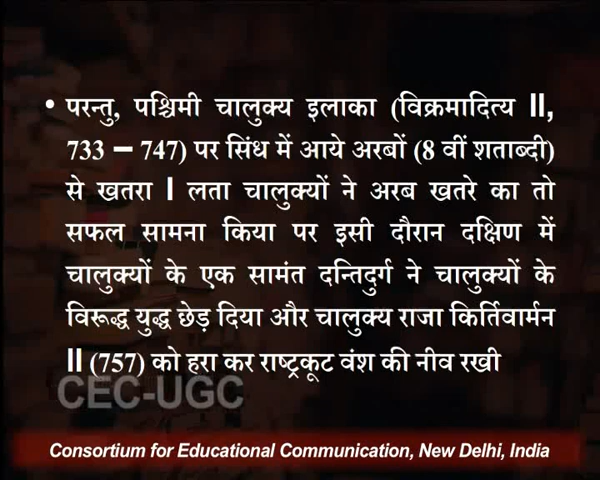 • परन्तु, पश्चिमी चालुक्य इलाका (विक्रमादित्य II,
733 – 747) पर सिंध में आये अरबों (8 वीं शताब्दी)
से खतरा I लता चालुक्यों ने अरब खतरे का तो
सफल सामना किया पर इसी दौरान दक्षिण में
चालुक्यों के एक सामंत दन्तिदुर्ग ने चालुक्यों के
विरूद्ध युद्ध छेड़ दिया और चालुक्य राजा किर्तिवार्मन
II (757) को हरा कर राष्ट्रकूट वंश की नीव रखी
CEC-UGC
Consortium for Educational Communication, New Delhi, India